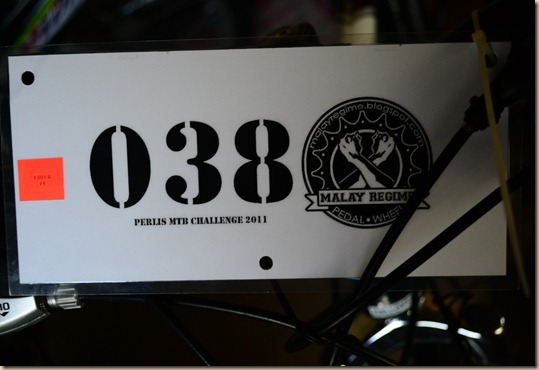 038
PERLIS MTB CHALLENGE 2011
malayregime.blogspot.com
MALAY REGIME
PEDAL • WHEEL